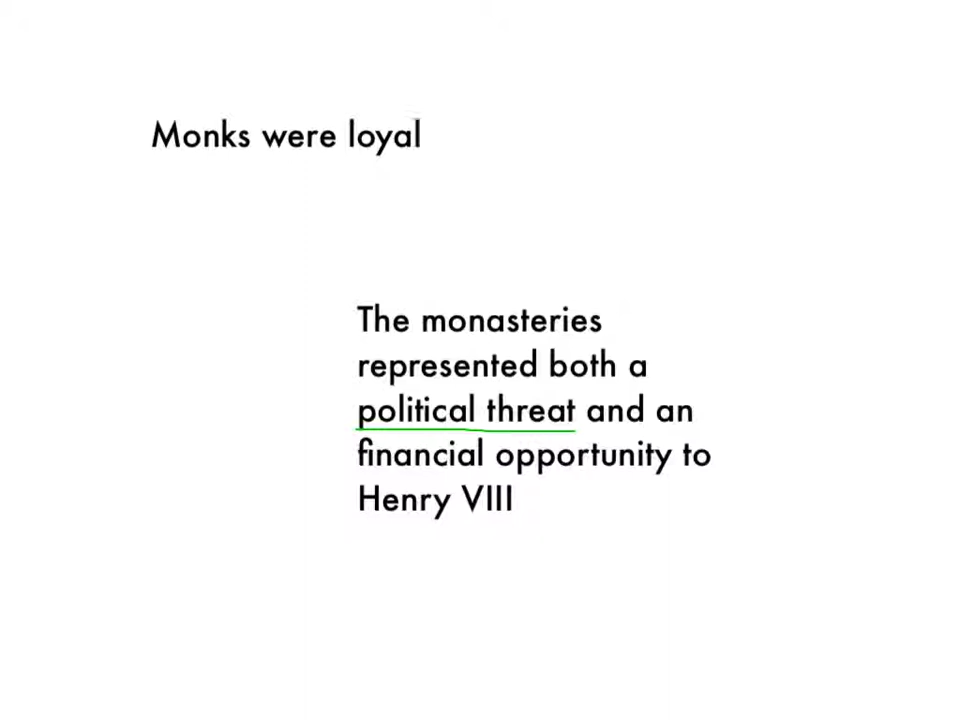 Monks were loyal
The monasteries
represented both a
political threat and an
financial opportunity to
Henry VIII